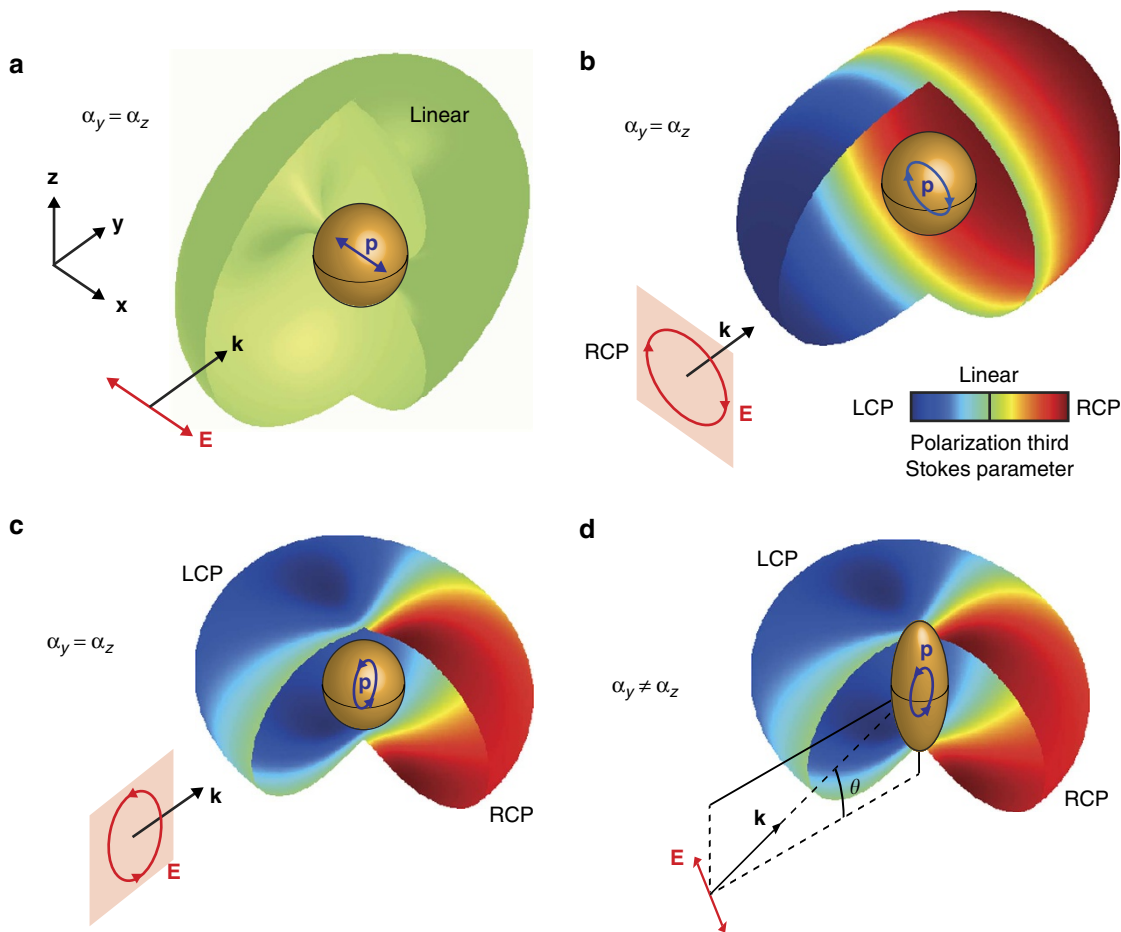 a
α_y = α_z
Linear
z
y
x
p
k
E
b
α_y = α_z
p
k
RCP
E
Linear
LCP
RCP
Polarization third
Stokes parameter
c
LCP
α_y = α_z
p
k
E
RCP
d
LCP
α_y ≠ α_z
p
θ
k
E
RCP